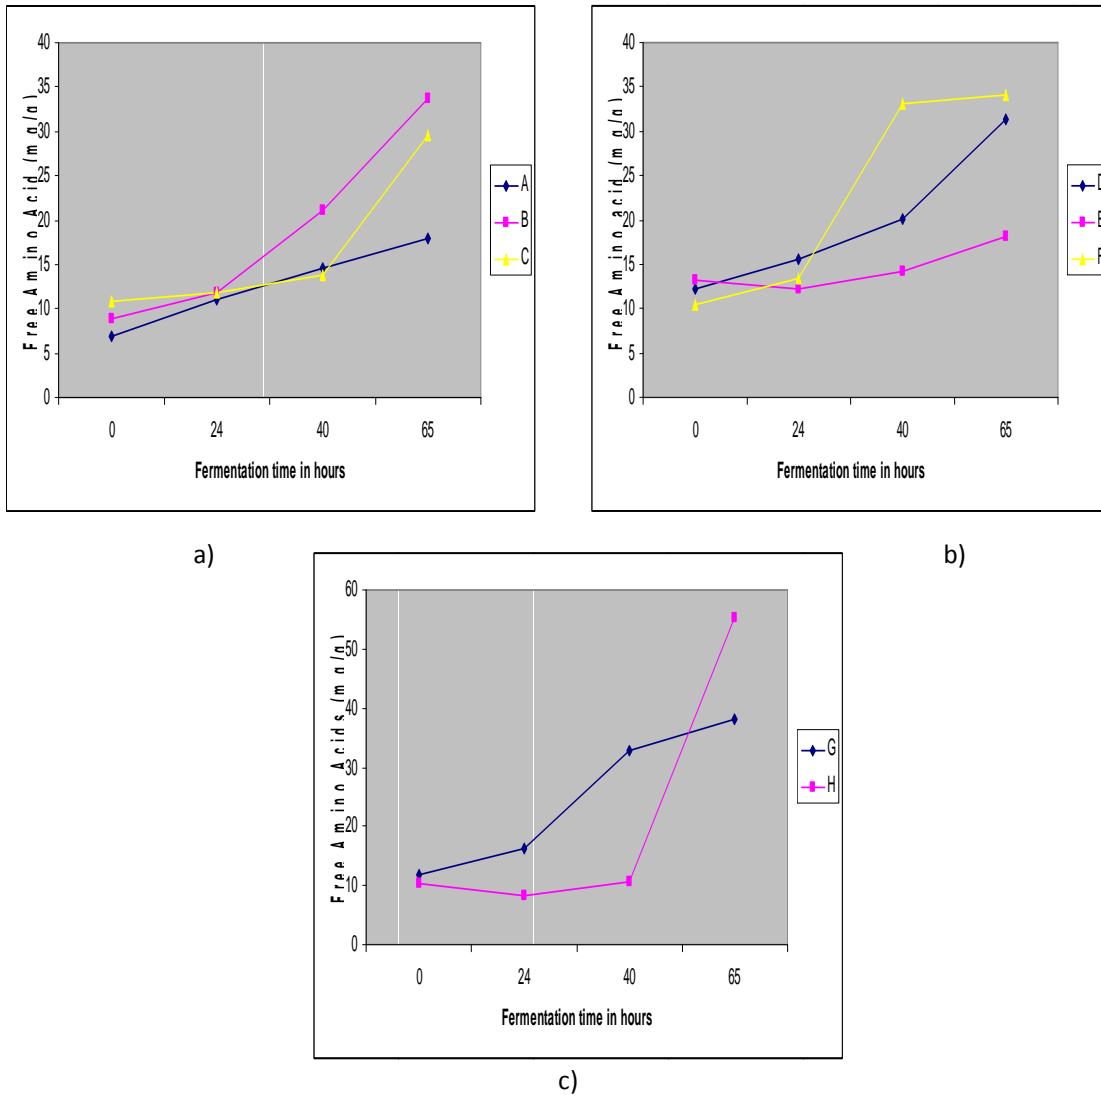 40
35
30
25
20
15
10
5
0
Free Amino Acid (mg/g)
0 24 40 65
Fermentation time in hours
A
B
C
a)
40
35
30
25
20
15
10
5
0
Free Amino acid (mg/g)
0 24 40 65
Fermentation time in hours
D
E
F
b)
60
50
40
30
20
10
0
Free Amino Acids (mg/g)
0 24 40 65
Fermentation time in hours
G
H
c)